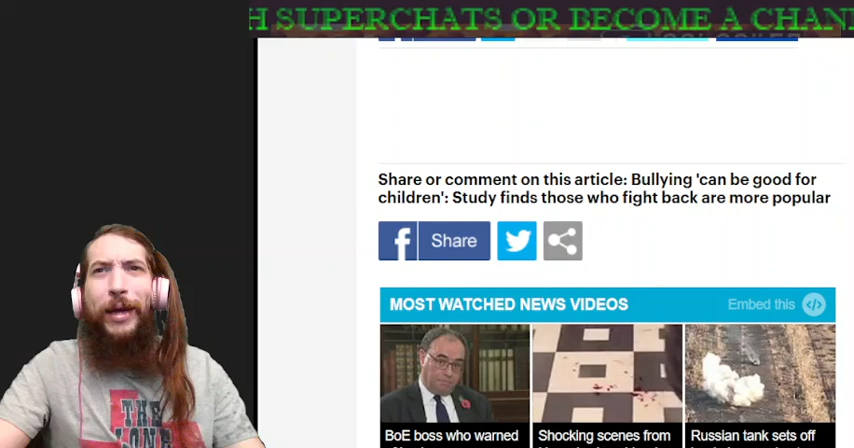 H SUPERCHATS OR BECOME A CHAN
Share or comment on this article: Bullying 'can be good for
children': Study finds those who fight back are more popular
f Share
MOST WATCHED NEWS VIDEOS Embed this </>
BoE boss who warned Shocking scenes from Russian tank sets off
THE
LONE